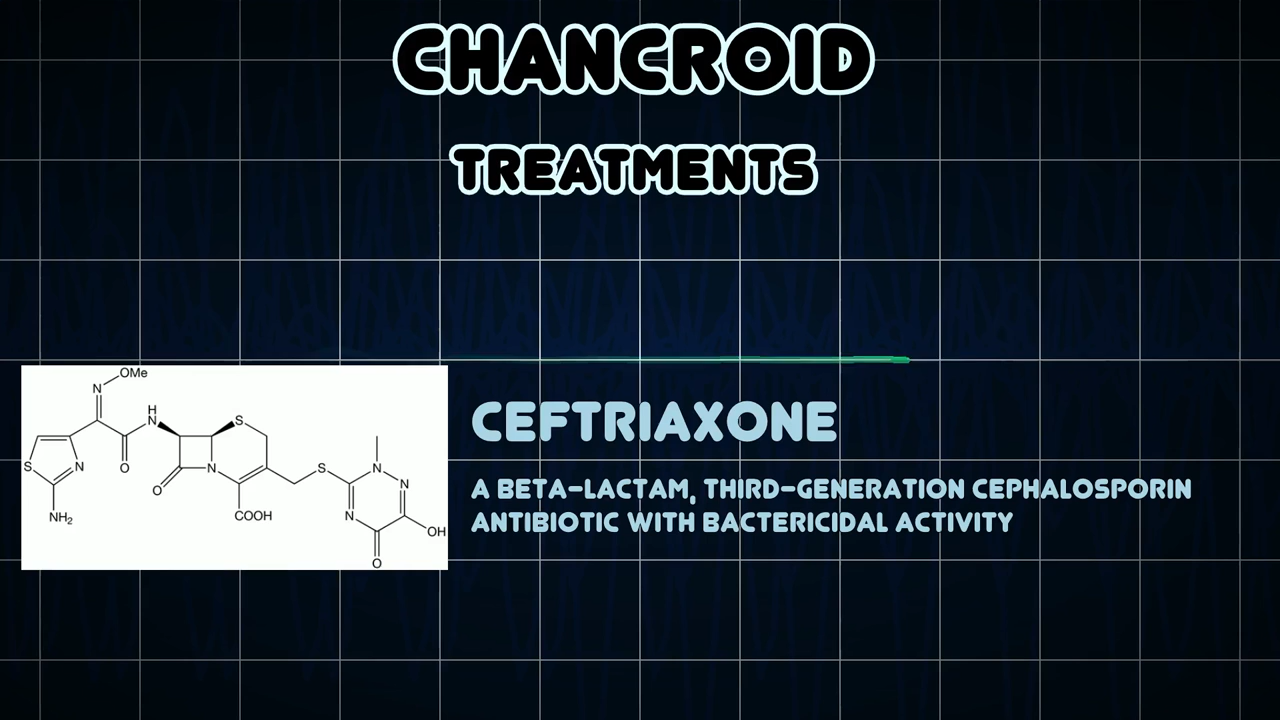 CHANCROID
TREATMENTS
CEFTRIAXONE
A BETA-LACTAM, THIRD-GENERATION CEPHALOSPORIN
ANTIBIOTIC WITH BACTERICIDAL ACTIVITY
OMe
N
H
N
S
S
N
O
O
N
S
N
N
NH₂
COOH
N
OH
O